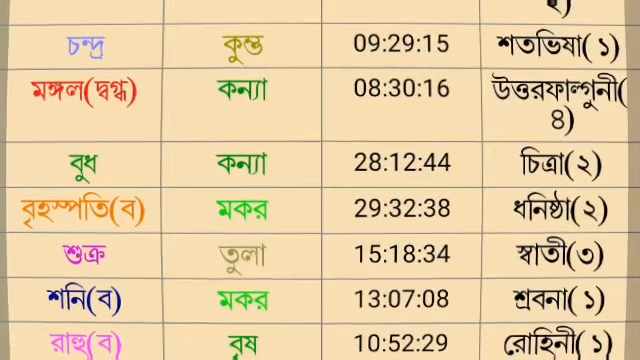 চন্দ্র কুম্ভ 09:29:15 শতভিষা(১)
মঙ্গল(দ্বগ্ধ) কন্যা 08:30:16 উত্তরফাল্গুনী(
৪)
বুধ কন্যা 28:12:44 চিত্রা(২)
বৃহস্পতি(ব) মকর 29:32:38 ধনিষ্ঠা(২)
শুক্র তুলা 15:18:34 স্বাতী(৩)
শনি(ব) মকর 13:07:08 শ্রবনা(১)
রাহু(ব) বৃষ 10:52:29 রোহিনী(১)